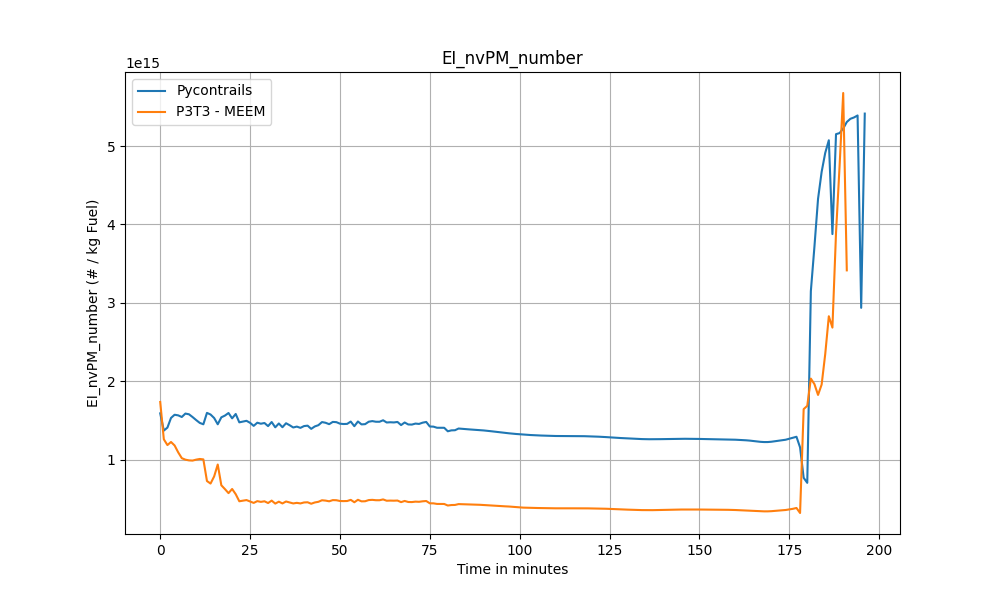 EI_nvPM_number
1e15
Pycontrails
P3T3 - MEEM
5
4
3
2
1
EI_nvPM_number (# / kg Fuel)
0 25 50 75 100 125 150 175 200
Time in minutes